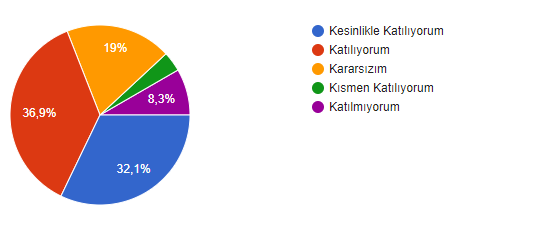 19%
36,9%
8,3%
32,1%
Kesinlikle Katılıyorum
Katılıyorum
Kararsızım
Kısmen Katılıyorum
Katılmıyorum